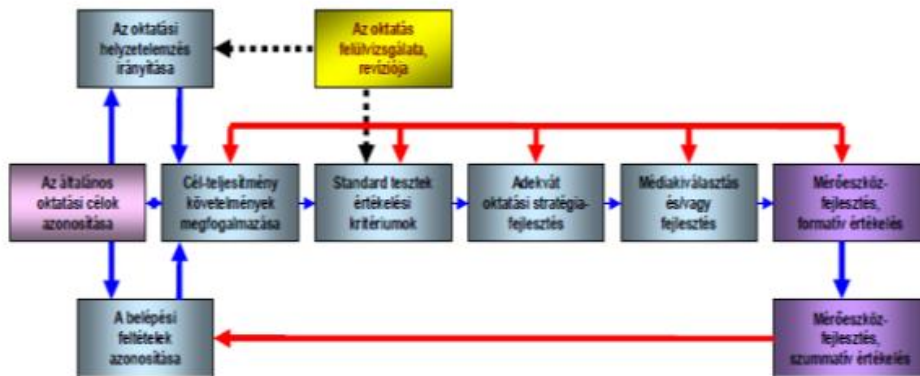 Az oktatási
helyzetelemzés
irányítása
Az oktatás
felülvizsgálata,
revíziója
Az általános
oktatási célok
azonosítása
Cél-teljesítmény
követelmények
megfogalmazása
Standard tesztek
értékelési
kritériumok
Adekvát
oktatási stratégia-
fejlesztés
Médiakiválasztás
és/vagy
fejlesztés
Mérőeszköz-
fejlesztés,
formatív értékelés
A belépési
feltételek
azonosítása
Mérőeszköz-
fejlesztés,
szummatív értékelés